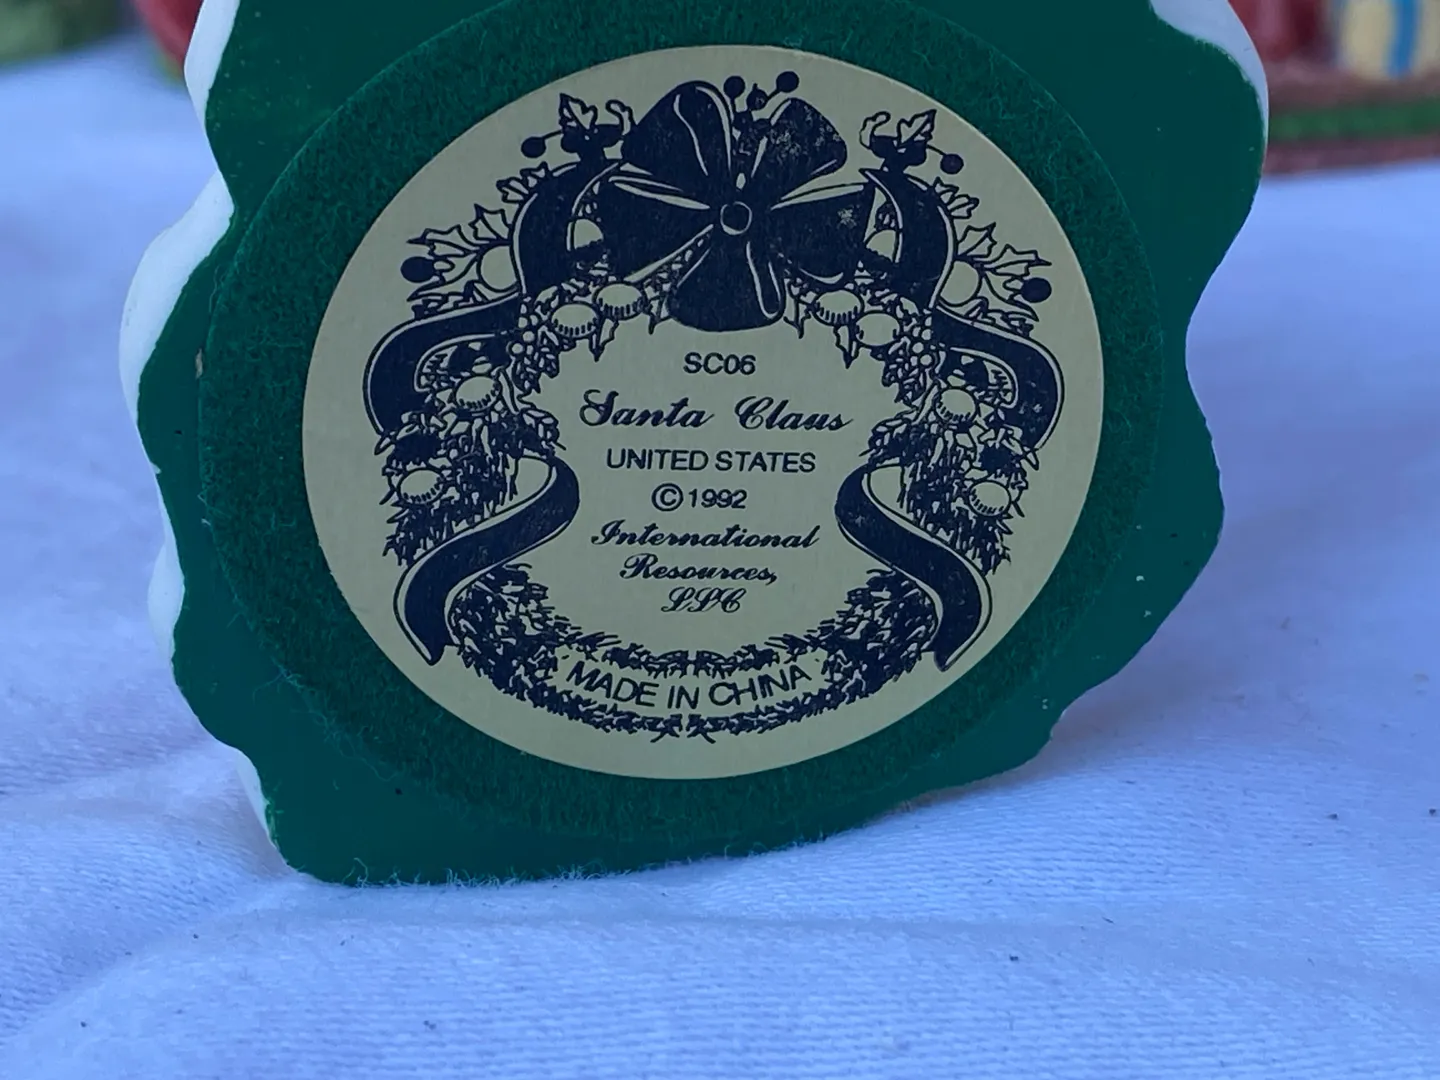 SC06
Santa Claus
UNITED STATES
©1992
International
Resources,
LLC
MADE IN CHINA